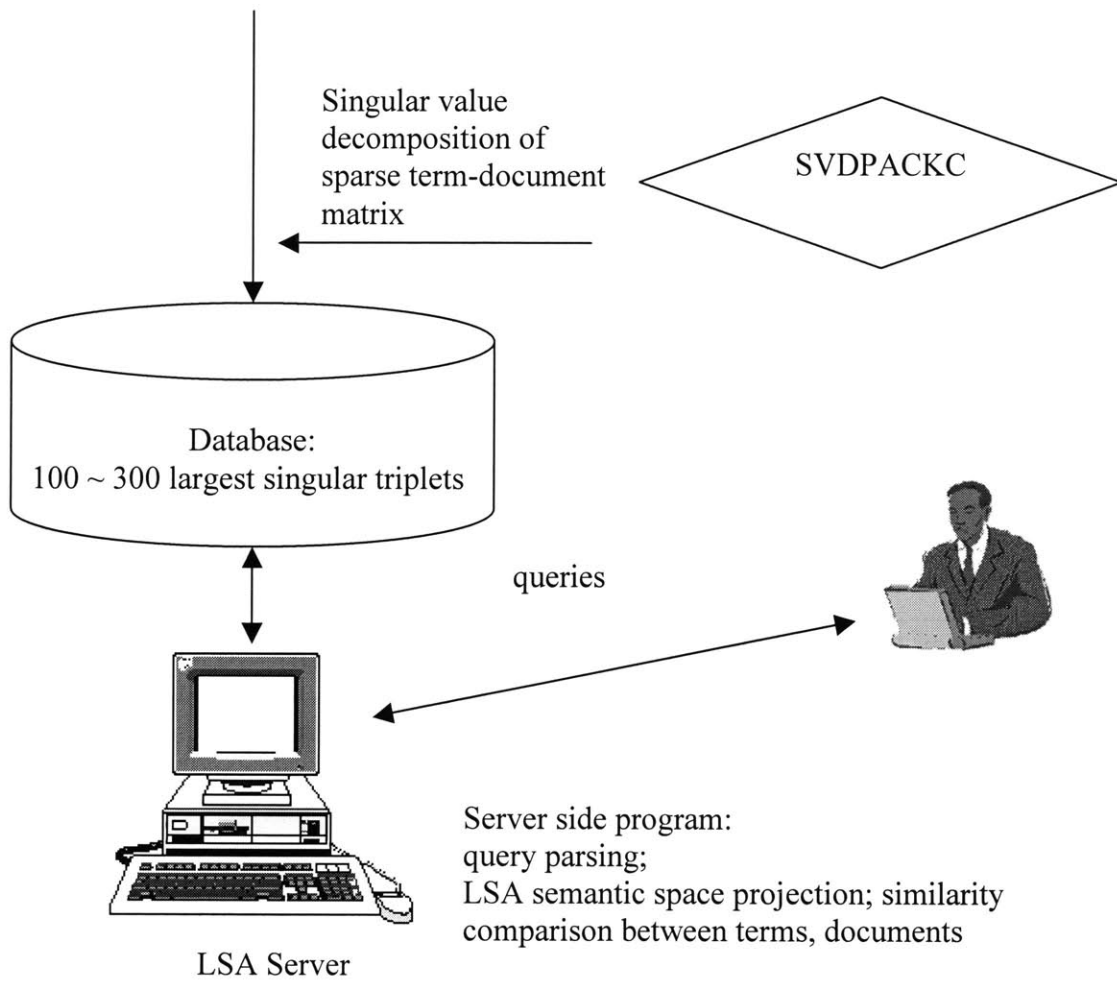 Singular value
decomposition of
sparse term-document
matrix
SVDPACKC
Database:
100 ~ 300 largest singular triplets
queries
Server side program:
query parsing;
LSA semantic space projection; similarity
comparison between terms, documents
LSA Server